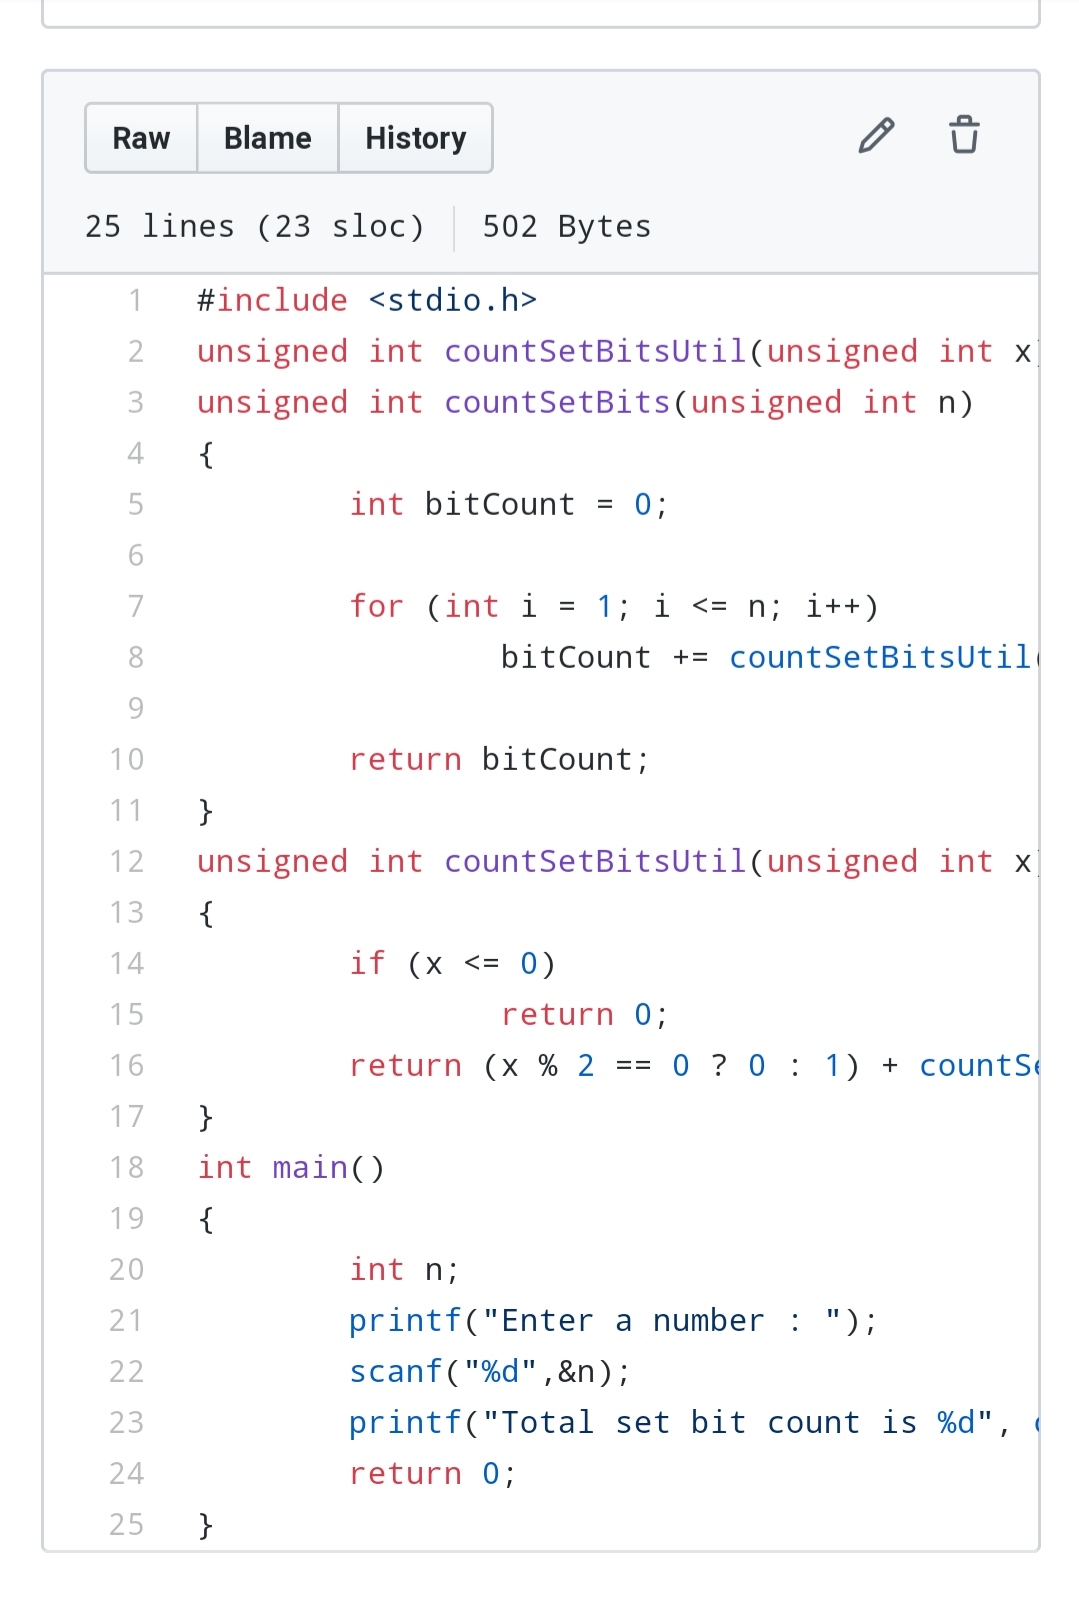 Raw Blame History
25 lines (23 sloc) 502 Bytes
1 #include <stdio.h>
2 unsigned int countSetBitsUtil(unsigned int x)
3 unsigned int countSetBits(unsigned int n)
4 {
5 int bitCount = 0;
6
7 for (int i = 1; i <= n; i++)
8 bitCount += countSetBitsUtil(
9
10 return bitCount;
11 }
12 unsigned int countSetBitsUtil(unsigned int x)
13 {
14 if (x <= 0)
15 return 0;
16 return (x % 2 == 0 ? 0 : 1) + countS
17 }
18 int main()
19 {
20 int n;
21 printf("Enter a number : ");
22 scanf("%d",&n);
23 printf("Total set bit count is %d",
24 return 0;
25 }